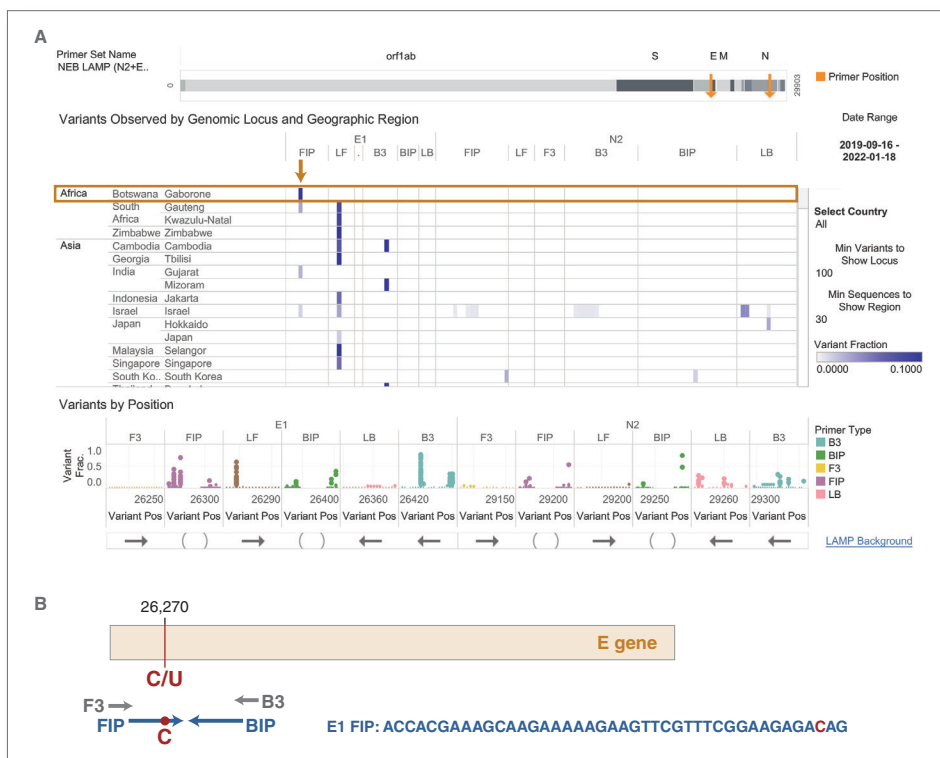 A
Primer Set Name
NEB LAMP (N2+E..
orf1ab S E M N
0
29903
Primer Position
Variants Observed by Genomic Locus and Geographic Region
Date Range
2019-09-16 -
2022-01-18
E1 N2
FIP LF . B3 BIP LB FIP LF F3 B3 BIP LB
Africa Botswana Gaborone
South Gauteng
Africa Kwazulu-Natal
Zimbabwe Zimbabwe
Asia Cambodia Cambodia
Georgia Tbilisi
India Gujarat
Mizoram
Indonesia Jakarta
Israel Israel
Japan Hokkaido
Japan
Malaysia Selangor
Singapore Singapore
South Ko.. South Korea
Select Country
All
Min Variants to
Show Locus
100
Min Sequences to
Show Region
30
Variant Fraction
0.0000 0.1000
Variants by Position
E1 N2
F3 FIP LF BIP LB B3 F3 FIP LF BIP LB B3
Variant
Frac.
1.0
0.5
0.0
26250 26300 26290 26400 26360 26420 29150 29200 29200 29250 29260 29300
Variant Pos Variant Pos Variant Pos Variant Pos Variant Pos Variant Pos Variant Pos Variant Pos Variant Pos Variant Pos Variant Pos Variant Pos
Primer Type
B3
BIP
F3
FIP
LB
LAMP Background
B
26,270
E gene
C/U
F3 B3
FIP BIP
C
E1 FIP: ACCACGAAAGCAAGAAAAAGAAGTTCGTTTCGGAAGAGACAG